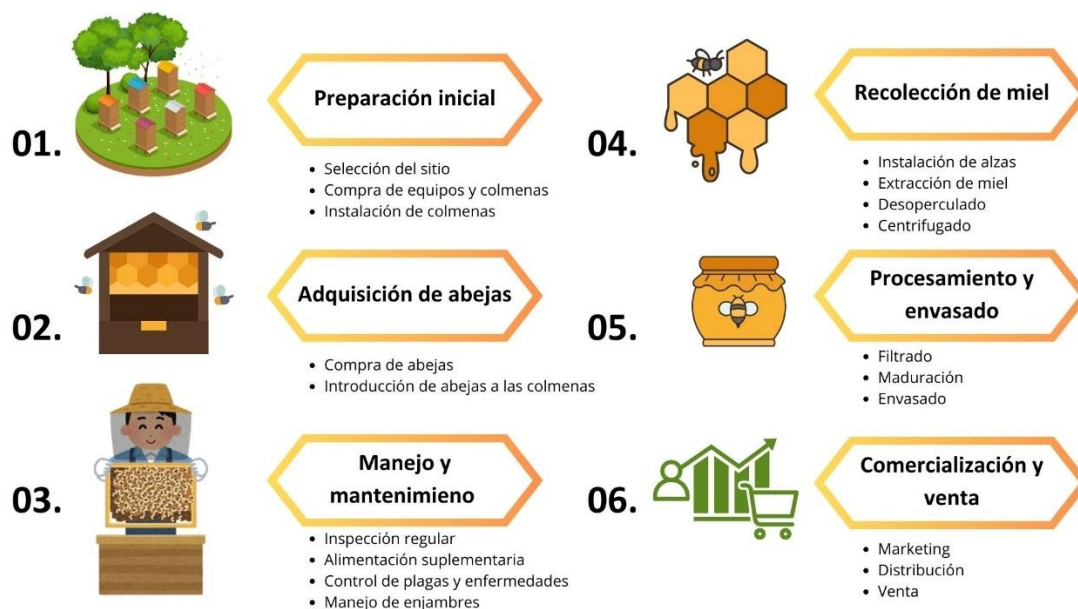 01.
Preparación inicial
• Selección del sitio
• Compra de equipos y colmenas
• Instalación de colmenas
02.
Adquisición de abejas
• Compra de abejas
• Introducción de abejas a las colmenas
03.
Manejo y
mantenimieno
• Inspección regular
• Alimentación suplementaria
• Control de plagas y enfermedades
• Manejo de enjambres
04.
Recolección de miel
• Instalación de alzas
• Extracción de miel
• Desoperculado
• Centrifugado
05.
Procesamiento y
envasado
• Filtrado
• Maduración
• Envasado
06.
Comercialización y
venta
• Marketing
• Distribución
• Venta